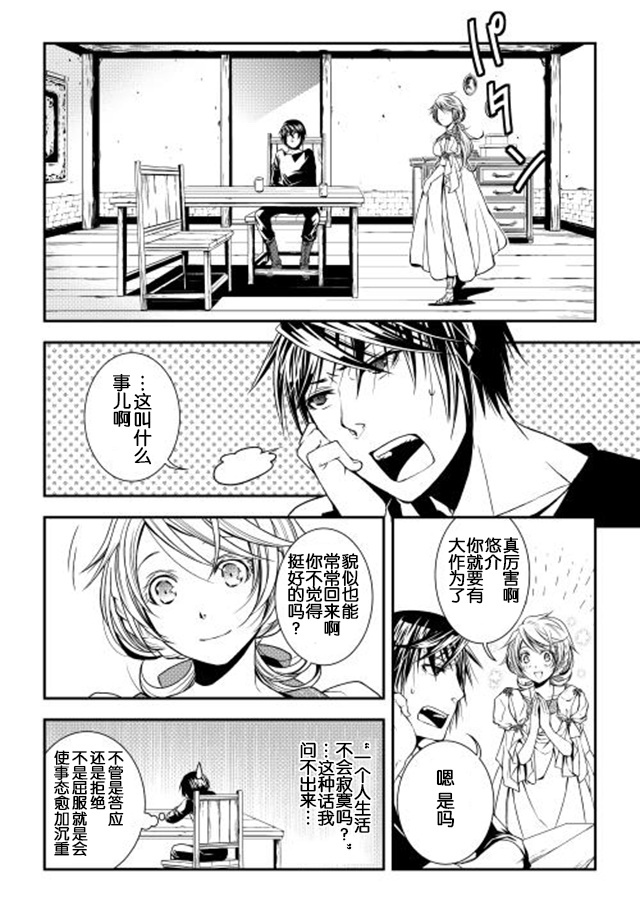 パタン
…这叫什么
事儿啊
真厉害啊
悠介
你就要有
大作为了
嗯 是吗
貌似也能
常常回来啊
你不觉得
挺好的吗？
“一个人生活
不会寂寞吗？”
…这种话我
问不出来…
不管是答应
还是拒绝
不是屈服就是会
使事态愈加沉重